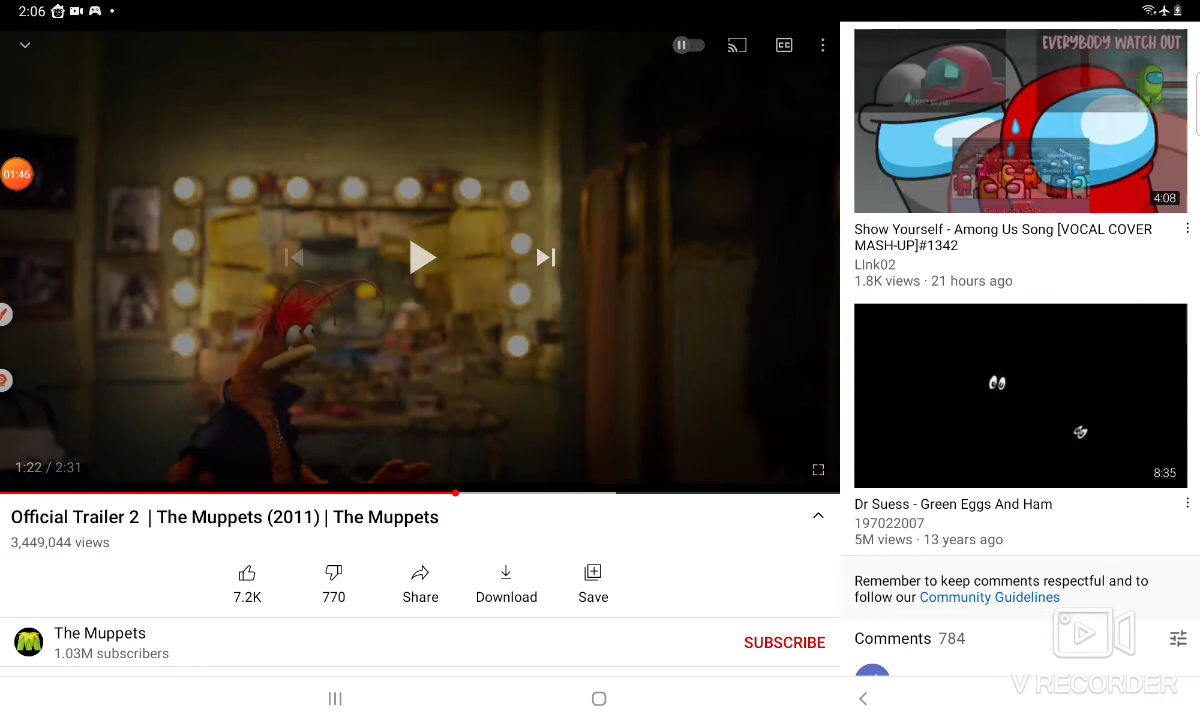 2:06
01:46
1:22 / 2:31
Official Trailer 2 | The Muppets (2011) | The Muppets
3,449,044 views
7.2K
770
Share
Download
Save
The Muppets
1.03M subscribers
SUBSCRIBE
CC
EVERYBODY WATCH OUT
4:08
Show Yourself - Among Us Song [VOCAL COVER
MASH-UP]#1342
LInk02
1.8K views · 21 hours ago
8:35
Dr Suess - Green Eggs And Ham
197022007
5M views · 13 years ago
Remember to keep comments respectful and to
follow our Community Guidelines
Comments 784
V RECORDER